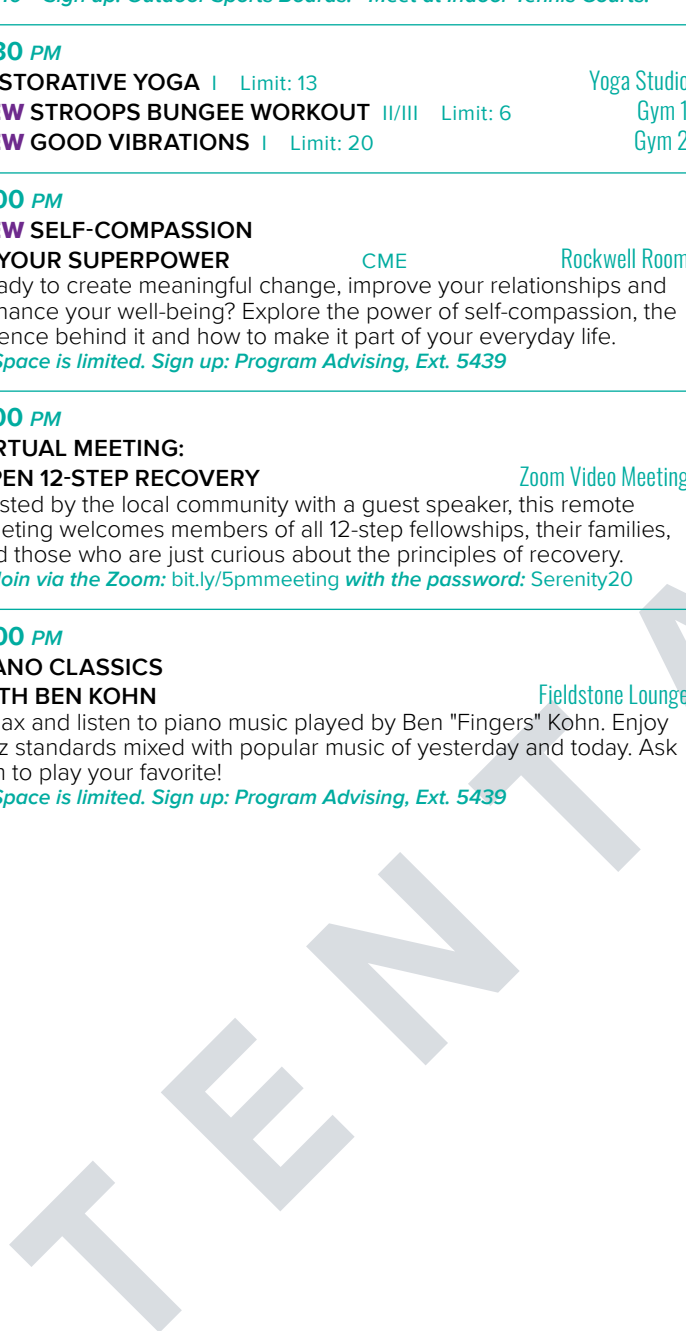 Sign up: Outdoor Sports Boards. Meet at Indoor Tennis Courts.
30 PM
STORATIVE YOGA I Limit: 13 Yoga Studio
EW STROOPS BUNGEE WORKOUT II/III Limit: 6 Gym 1
EW GOOD VIBRATIONS I Limit: 20 Gym 2
00 PM
EW SELF-COMPASSION
YOUR SUPERPOWER CME Rockwell Room
ady to create meaningful change, improve your relationships and
hance your well-being? Explore the power of self-compassion, the
ence behind it and how to make it part of your everyday life.
Space is limited. Sign up: Program Advising, Ext. 5439
00 PM
RTUAL MEETING:
PEN 12-STEP RECOVERY Zoom Video Meeting
sted by the local community with a guest speaker, this remote
eting welcomes members of all 12-step fellowships, their families,
d those who are just curious about the principles of recovery.
Join via the Zoom: bit.ly/5pmmeeting with the password: Serenity20
00 PM
ANO CLASSICS
TH BEN KOHN Fieldstone Lounge
ax and listen to piano music played by Ben "Fingers" Kohn. Enjoy
z standards mixed with popular music of yesterday and today. Ask
n to play your favorite!
Space is limited. Sign up: Program Advising, Ext. 5439
TENTA